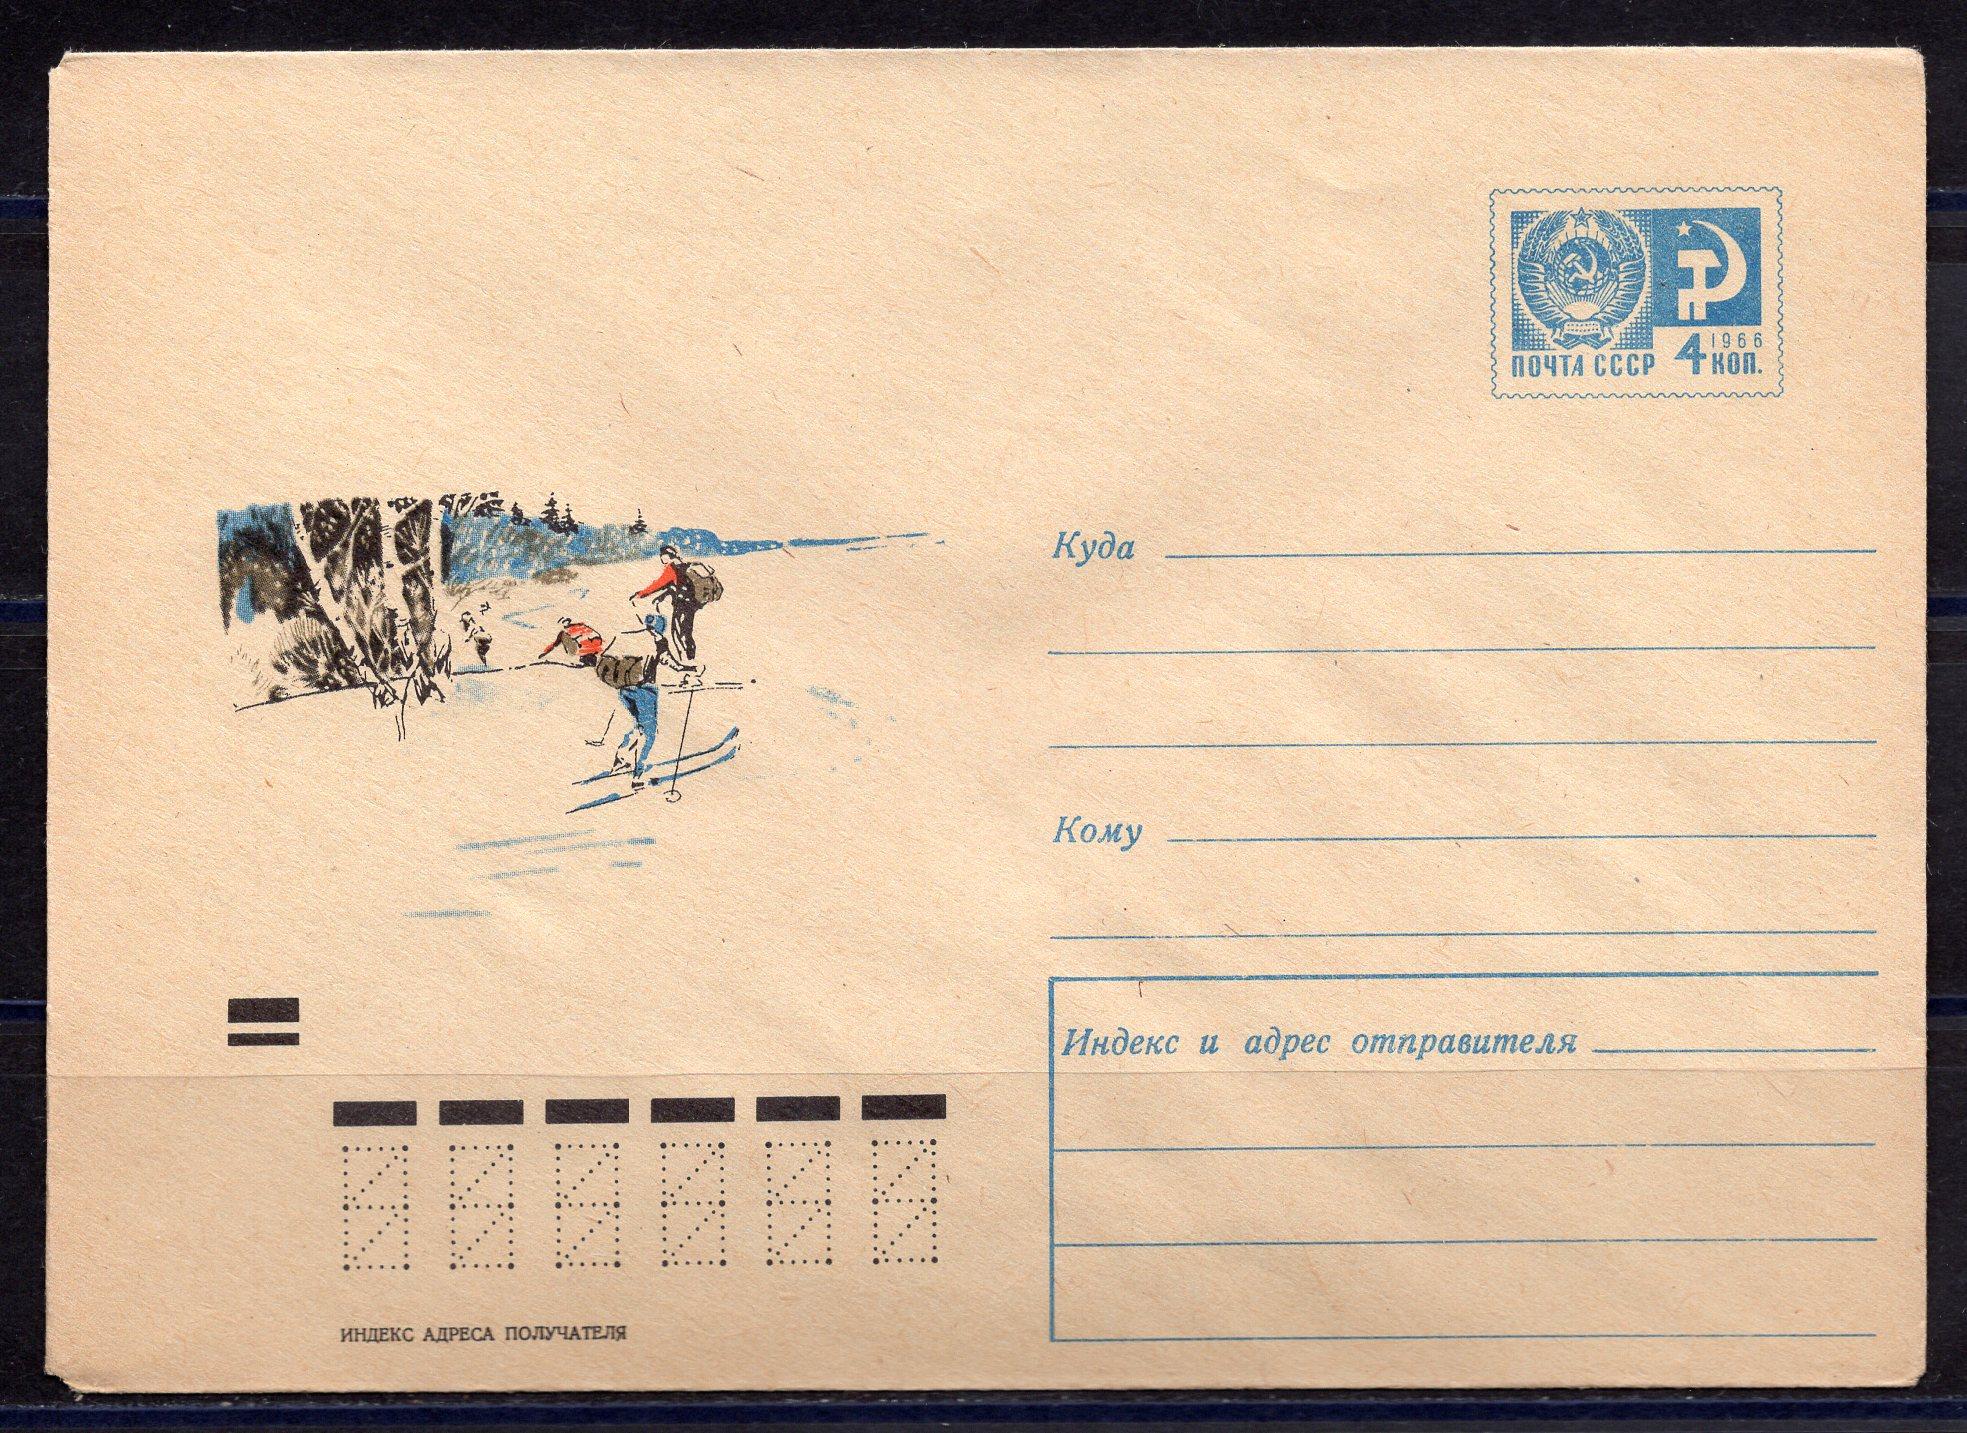 1966
ПОЧТА СССР 4 КОП.
Куда
Кому
Индекс и адрес отправителя
ИНДЕКС АДРЕСА ПОЛУЧАТЕЛЯ